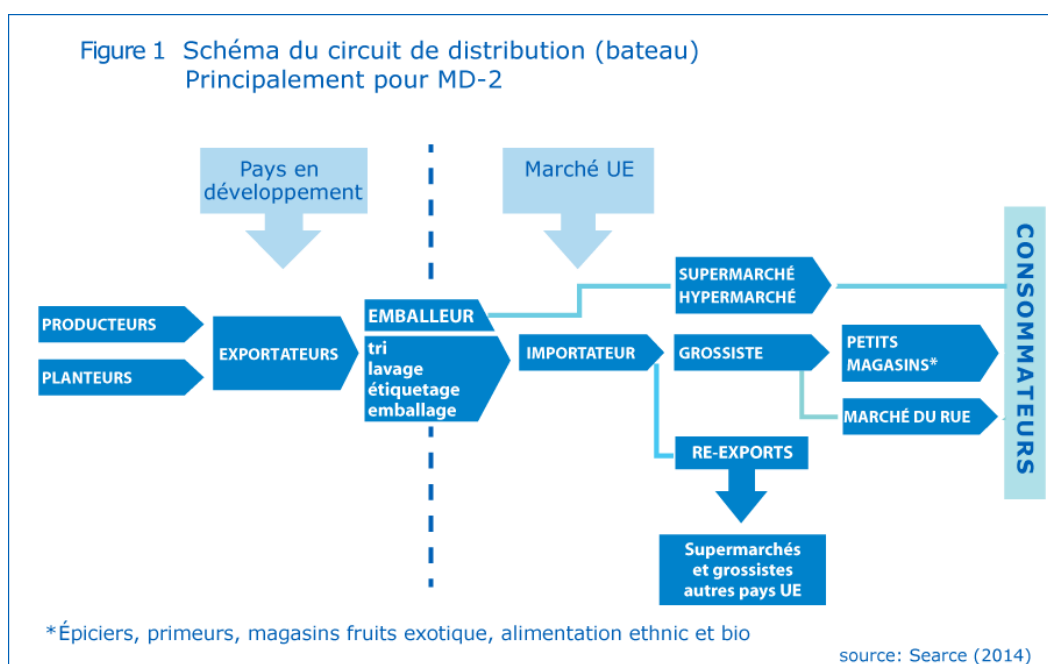 Figure 1 Schéma du circuit de distribution (bateau)
Principalement pour MD-2
Pays en
développement
Marché UE
PRODUCTEURS
PLANTEURS
EXPORTATEURS
EMBALLEUR
tri
lavage
étiquetage
emballage
IMPORTATEUR
SUPERMARCHÉ
HYPERMARCHÉ
GROSSISTE
RE-EXPORTS
Supermarchés
et grossistes
autres pays UE
PETITS
MAGASINS*
MARCHÉ DU RUE
CONSOMMATEURS
*Épiciers, primeurs, magasins fruits exotique, alimentation ethnic et bio
source: Searce (2014)